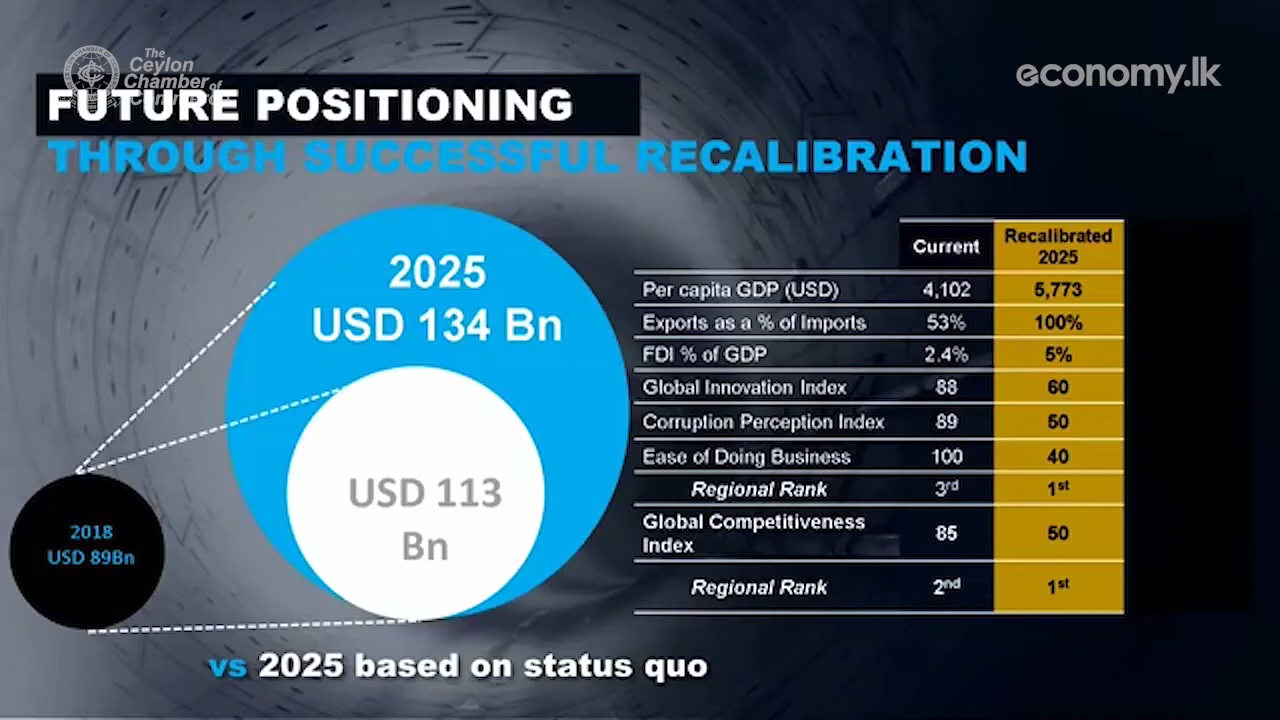 The
Ceylon
Chamber of
Commerce
economy.lk
FUTURE POSITIONING
THROUGH SUCCESSFUL RECALIBRATION
2025
USD 134 Bn
USD 113
Bn
2018
USD 89Bn
vs 2025 based on status quo
Current Recalibrated
2025
Per capita GDP (USD) 4,102 5,773
Exports as a % of Imports 53% 100%
FDI % of GDP 2.4% 5%
Global Innovation Index 88 60
Corruption Perception Index 89 50
Ease of Doing Business 100 40
Regional Rank 3rd 1st
Global Competitiveness
Index 85 50
Regional Rank 2nd 1st